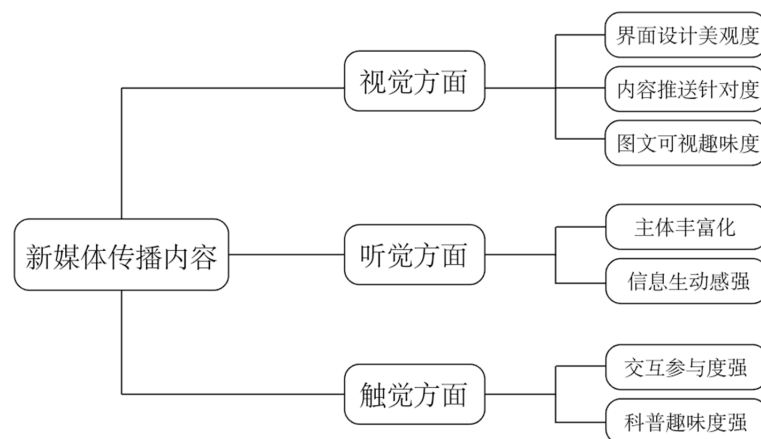 界面设计美观度
视觉方面
内容推送针对度
图文可视趣味度
主体丰富化
新媒体传播内容
听觉方面
信息生动感强
交互参与度强
触觉方面
科普趣味度强